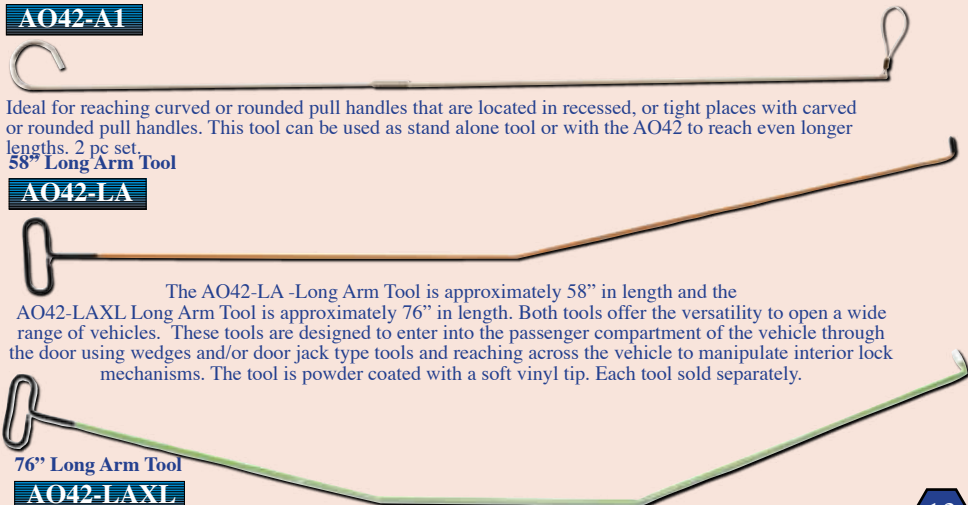 AO42-A1
Ideal for reaching curved or rounded pull handles that are located in recessed, or tight places with carved
or rounded pull handles. This tool can be used as stand alone tool or with the AO42 to reach even longer
lengths. 2 pc set.
58” Long Arm Tool
AO42-LA
The AO42-LA -Long Arm Tool is approximately 58” in length and the
AO42-LAXL Long Arm Tool is approximately 76” in length. Both tools offer the versatility to open a wide
range of vehicles.  These tools are designed to enter into the passenger compartment of the vehicle through
the door using wedges and/or door jack type tools and reaching across the vehicle to manipulate interior lock
mechanisms. The tool is powder coated with a soft vinyl tip. Each tool sold separately.
76” Long Arm Tool
AO42-LAXL